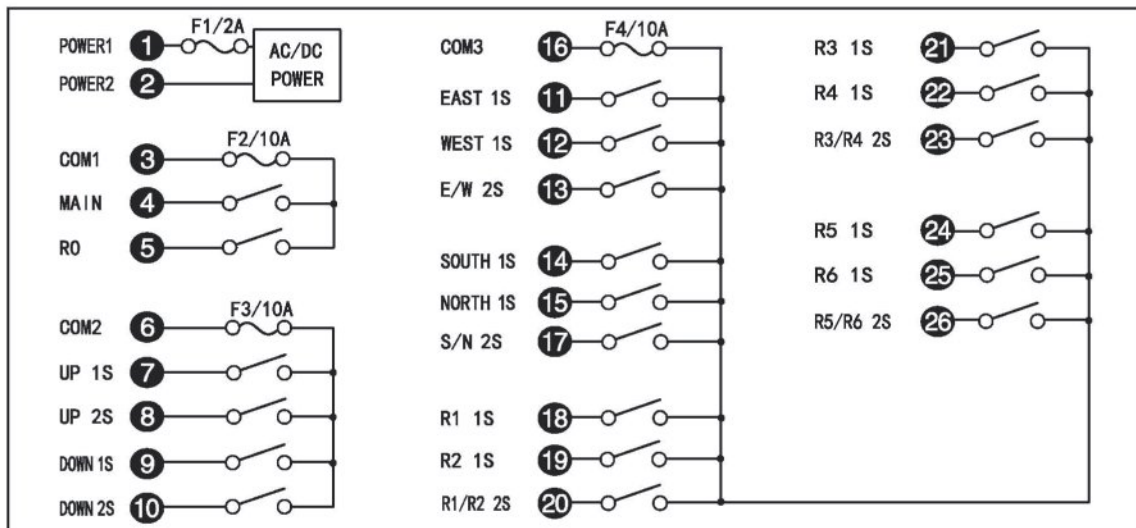 F1/2A
POWER1 1
AC/DC
POWER
POWER2 2
F2/10A
COM1 3
MAIN 4
RO 5
F3/10A
COM2 6
UP 1S 7
UP 2S 8
DOWN 1S 9
DOWN 2S 10
F4/10A
COM3 16
EAST 1S 11
WEST 1S 12
E/W 2S 13
SOUTH 1S 14
NORTH 1S 15
S/N 2S 17
R1 1S 18
R2 1S 19
R1/R2 2S 20
R3 1S 21
R4 1S 22
R3/R4 2S 23
R5 1S 24
R6 1S 25
R5/R6 2S 26